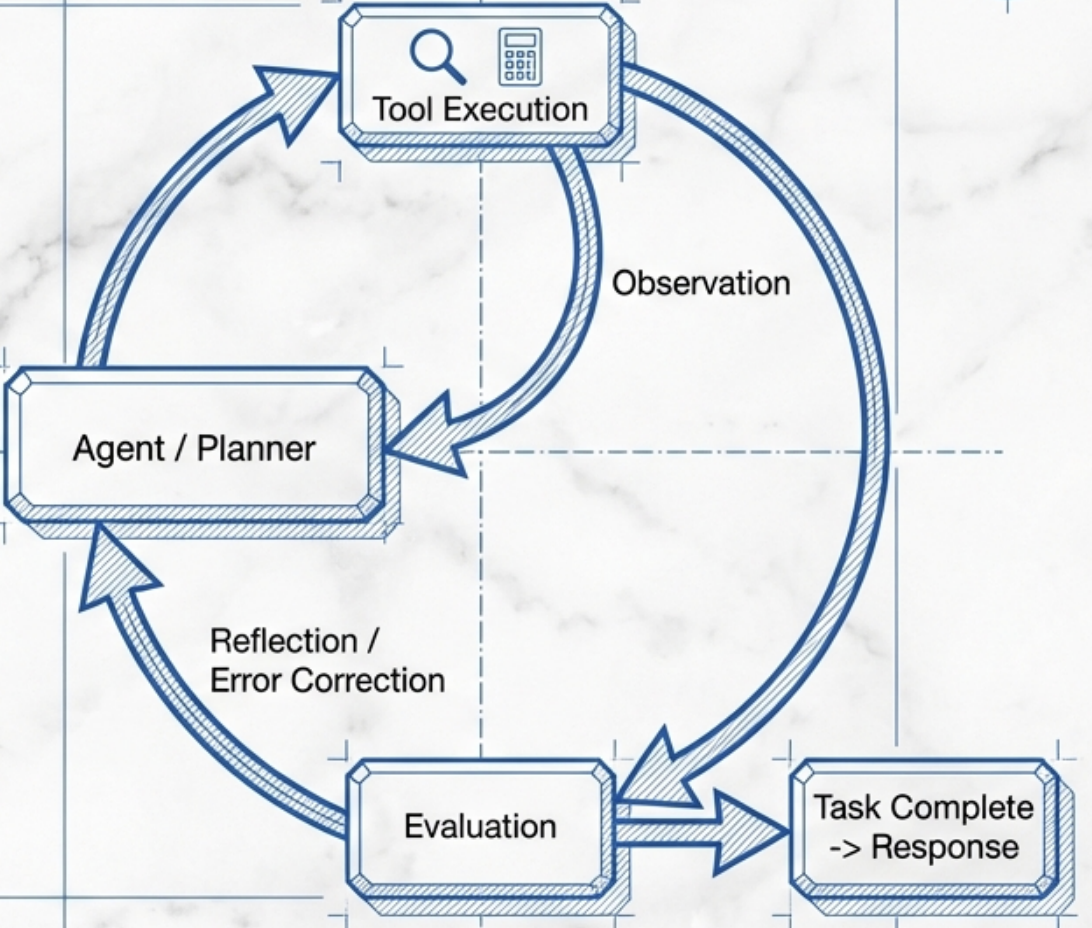 Tool Execution
Observation
Agent / Planner
Reflection /
Error Correction
Evaluation
Task Complete
-> Response